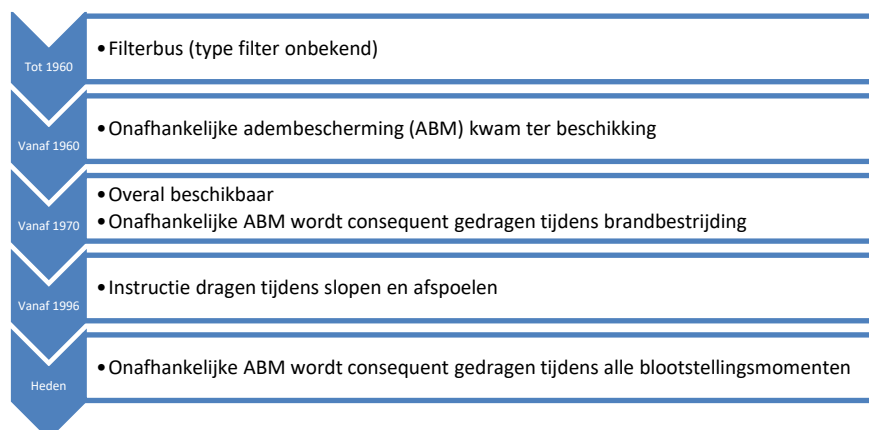 Tot 1960
•Filterbus (type filter onbekend)
Vanaf 1960
•Onafhankelijke adembescherming (ABM) kwam ter beschikking
Vanaf 1970
•Overal beschikbaar
•Onafhankelijke ABM wordt consequent gedragen tijdens brandbestrijding
Vanaf 1996
•Instructie dragen tijdens slopen en afspoelen
Heden
•Onafhankelijke ABM wordt consequent gedragen tijdens alle blootstellingsmomenten